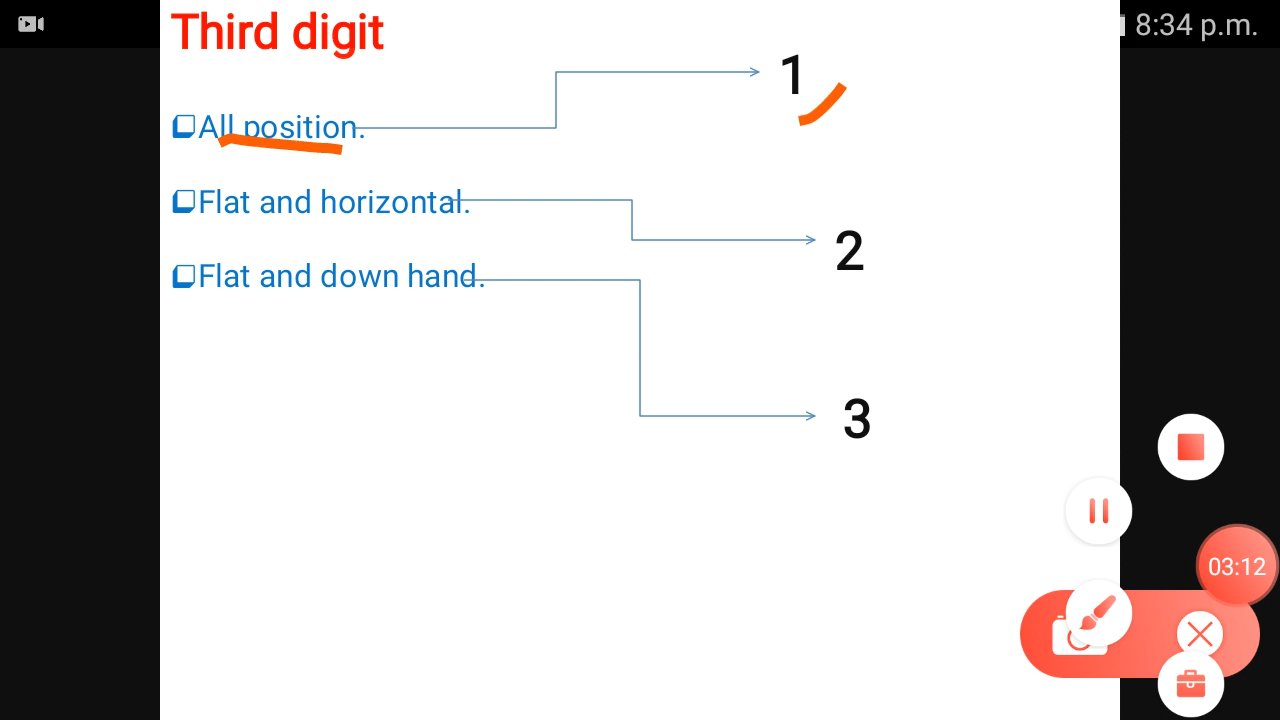 8:34 p.m.
Third digit
1
All position.
Flat and horizontal.
2
Flat and down hand.
3
03:12